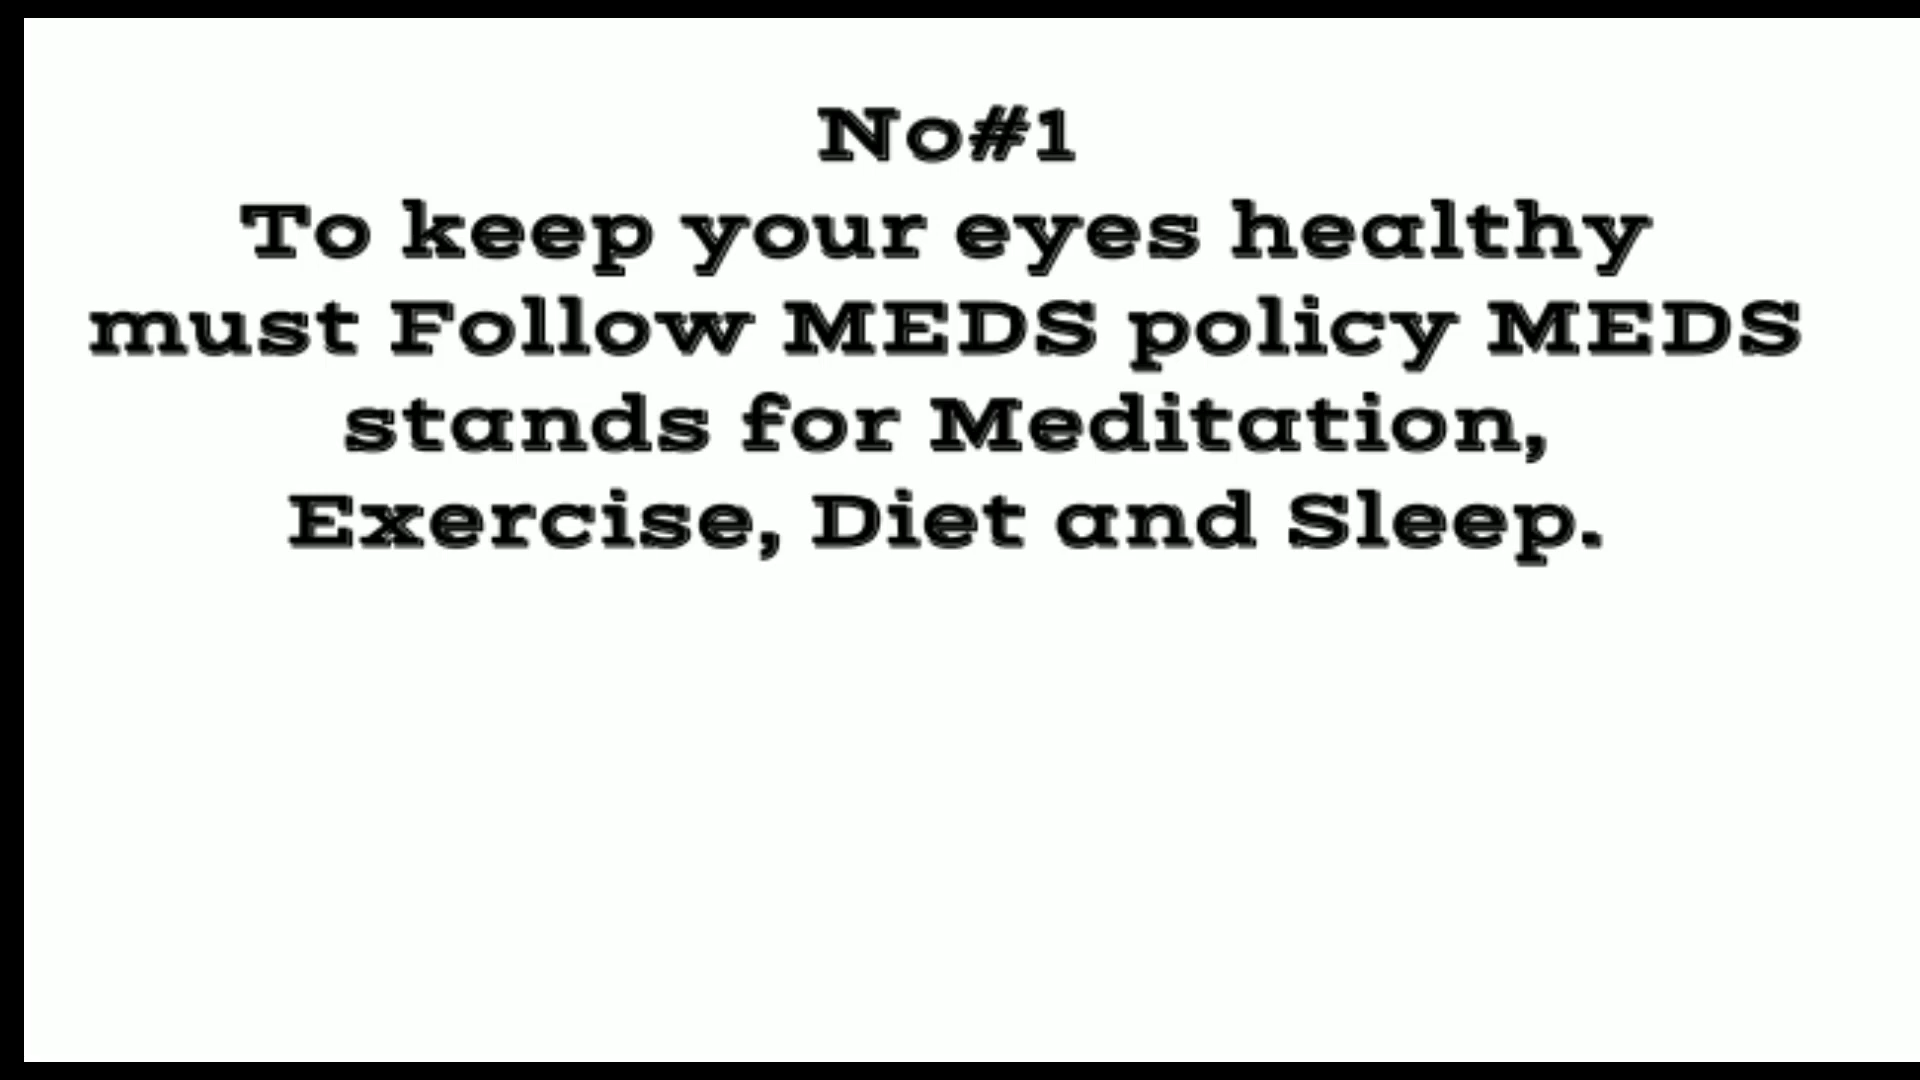 No#1
To keep your eyes healthy
must Follow MEDS policy MEDS
stands for Meditation,
Exercise, Diet and Sleep.